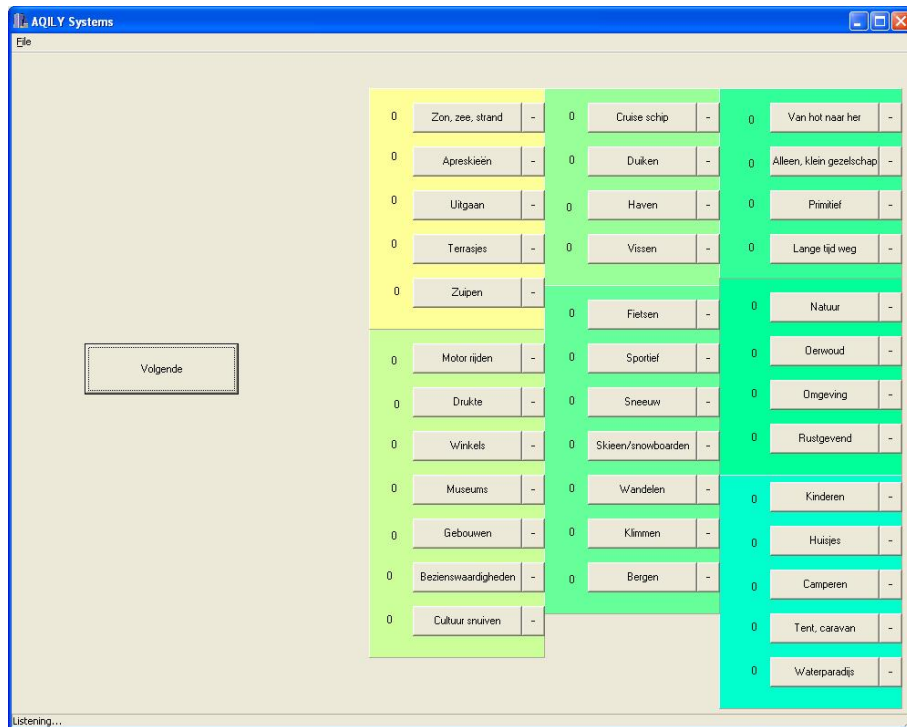 AQILY Systems
File
Volgende
0 Zon, zee, strand -
0 Apreskieën -
0 Uitgaan -
0 Terrasjes -
0 Zuipen -
0 Motor rijden -
0 Drukte -
0 Winkels -
0 Museums -
0 Gebouwen -
0 Bezienswaardigheden -
0 Cultuur snuiven -
0 Cruise schip -
0 Duiken -
0 Haven -
0 Vissen -
0 Fietsen -
0 Sportief -
0 Sneeuw -
0 Skieen/snowboarden -
0 Wandelen -
0 Klimmen -
0 Bergen -
0 Van hot naar her -
0 Alleen, klein gezelschap -
0 Primitief -
0 Lange tijd weg -
0 Natuur -
0 Oerwoud -
0 Omgeving -
0 Rustgevend -
0 Kinderen -
0 Huisjes -
0 Camperen -
0 Tent, caravan -
0 Waterparadijs -
Listening...